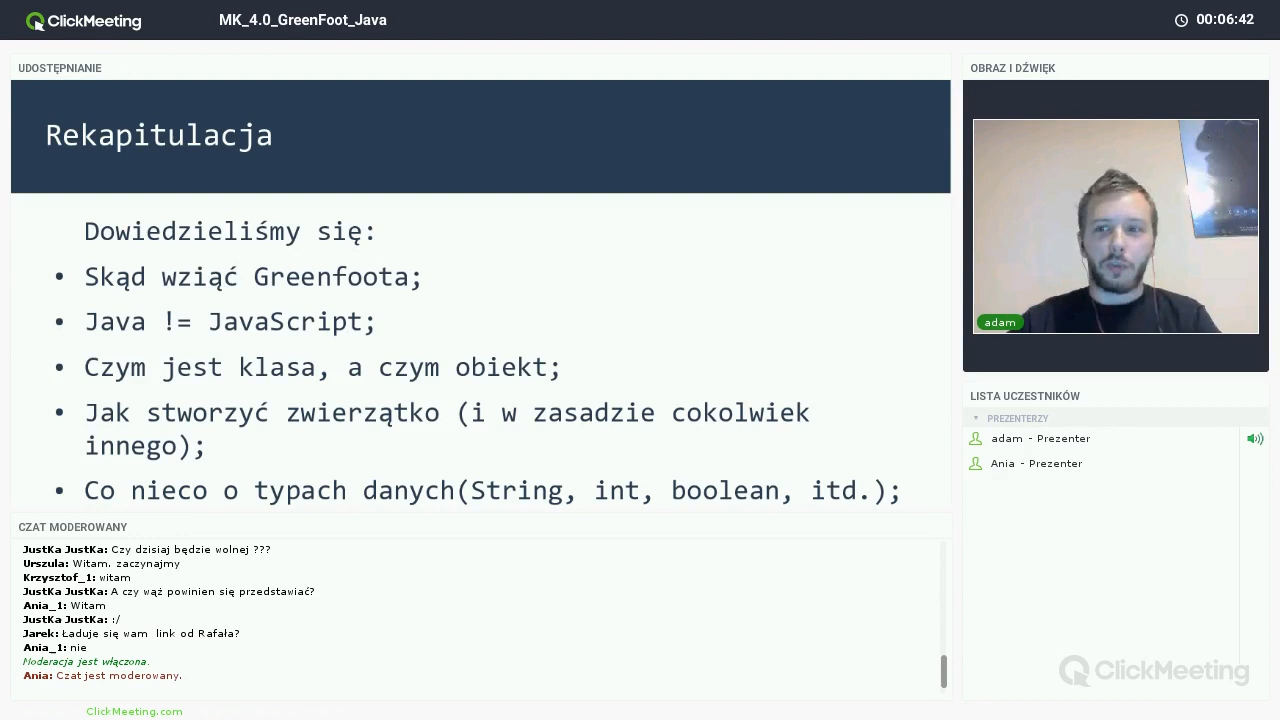 ClickMeeting
MK_4.0_GreenFoot_Java
00:06:42
UDOSTĘPNIANIE
Rekapitulacja
Dowiedzieliśmy się:
• Skąd wziąć Greenfoota;
• Java != JavaScript;
• Czym jest klasa, a czym obiekt;
• Jak stworzyć zwierzątko (i w zasadzie cokolwiek
innego);
• Co nieco o typach danych(String, int, boolean, itd.);
OBRAZ I DŹWIĘK
adam
LISTA UCZESTNIKÓW
PREZENTERZY
adam - Prezenter
Ania - Prezenter
CZAT MODEROWANY
JustKa JustKa: Czy dzisiaj będzie wolnej ???
Urszula: Witam. zaczynajmy
Krzysztof_1: witam
JustKa JustKa: A czy wąż powinien się przedstawiać?
Ania_1: Witam
JustKa JustKa: :/
Jarek: Ładuje się wam  link od Rafała?
Ania_1: nie
Moderacja jest włączona.
Ania: Czat jest moderowany.
ClickMeeting
ClickMeeting.com